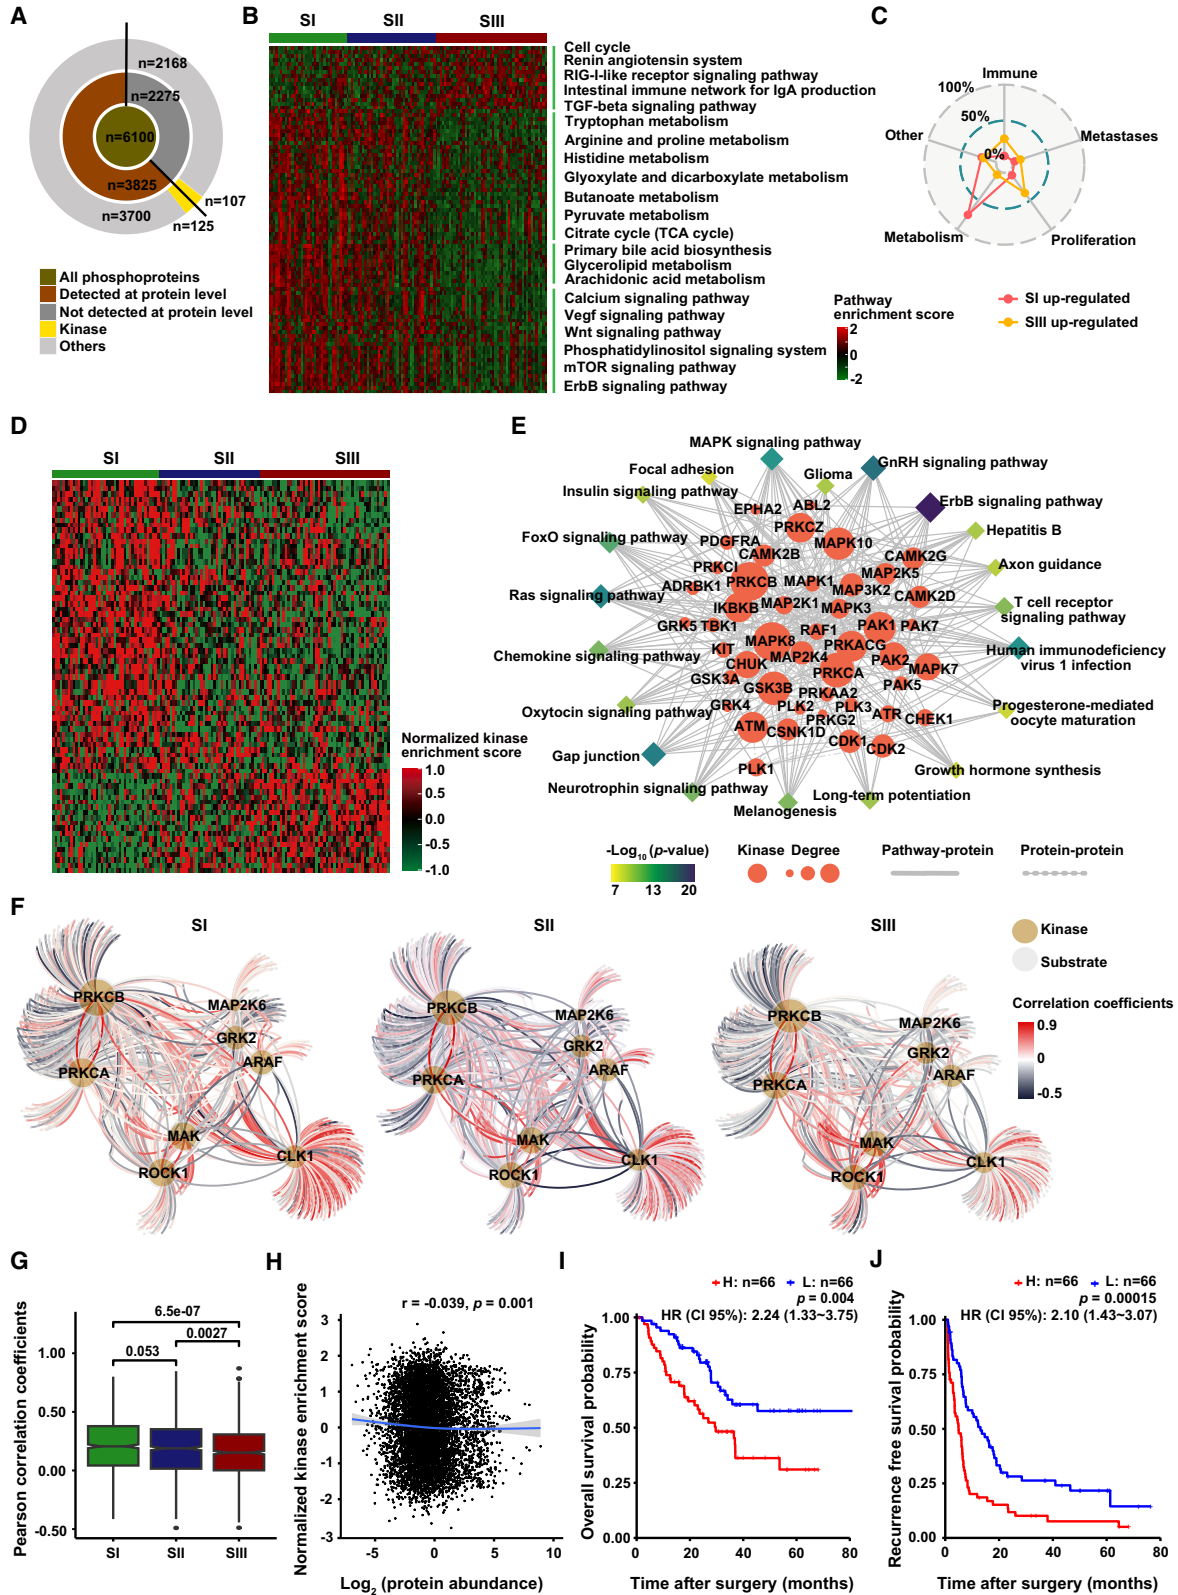 A
n=2168
n=2275
n=6100
n=3825
n=107
n=3700
n=125
All phosphoproteins
Detected at protein level
Not detected at protein level
Kinase
Others
B
SI SII SIII
Cell cycle
Renin angiotensin system
RIG-I-like receptor signaling pathway
Intestinal immune network for IgA production
TGF-beta signaling pathway
Tryptophan metabolism
Arginine and proline metabolism
Histidine metabolism
Glyoxylate and dicarboxylate metabolism
Butanoate metabolism
Pyruvate metabolism
Citrate cycle (TCA cycle)
Primary bile acid biosynthesis
Glycerolipid metabolism
Arachidonic acid metabolism
Calcium signaling pathway
Vegf signaling pathway
Wnt signaling pathway
Phosphatidylinositol signaling system
mTOR signaling pathway
ErbB signaling pathway
Pathway
enrichment score
2
0
-2
C
Immune
100%
50%
0%
Other
Metastases
Metabolism
Proliferation
SI up-regulated
SIII up-regulated
D
SI SII SIII
Normalized kinase
enrichment score
1.0
0.5
0.0
-0.5
-1.0
E
MAPK signaling pathway
GnRH signaling pathway
Focal adhesion
Glioma
Insulin signaling pathway
ErbB signaling pathway
EPHA2
ABL2
PRKCZ
Hepatitis B
FoxO signaling pathway
PDGFRA
MAPK10
CAMK2B
CAMK2G
Axon guidance
PRKCI
MAP2K5
ADRBK1
PRKCB
MAPK1
MAP3K2
Ras signaling pathway
CAMK2D
T cell receptor
signaling pathway
IKBKB
MAP2K1
MAPK3
GRK5
TBK1
RAF1
PAK1
PAK7
MAPK8
PRKACG
Human immunodeficiency
virus 1 infection
KIT
Chemokine signaling pathway
CHUK
MAP2K4
PAK2
MAPK7
GSK3A
PRKCA
PAK5
GSK3B
PRKAA2
Progesterone-mediated
oocyte maturation
Oxytocin signaling pathway
GRK4
PLK2
PLK3
ATR
CHEK1
ATM
CSNK1D
PRKG2
CDK1
CDK2
Gap junction
PLK1
Growth hormone synthesis
Neurotrophin signaling pathway
Long-term potentiation
Melanogenesis
-Log10 (p-value)
7 13 20
Kinase Degree
Pathway-protein
Protein-protein
F
SI
PRKCB
MAP2K6
GRK2
ARAF
PRKCA
MAK
ROCK1
CLK1
SII
PRKCB
MAP2K6
GRK2
ARAF
PRKCA
MAK
ROCK1
CLK1
SIII
PRKCB
MAP2K6
GRK2
ARAF
PRKCA
MAK
ROCK1
CLK1
Kinase
Substrate
Correlation coefficients
0.9
0
-0.5
G
Pearson correlation coefficients
6.5e-07
0.0027
0.053
1.00
0.50
0.00
-0.50
SI SII SIII
H
Normalized kinase enrichment score
r = -0.039, p = 0.001
3
2
1
0
-1
-2
-3
-5 0 5 10
Log2 (protein abundance)
I
H: n=66 L: n=66
p = 0.004
HR (CI 95%): 2.24 (1.33~3.75)
Overall survival probability
1.00
0.75
0.50
0.25
0.00
0 20 40 60 80
Time after surgery (months)
J
H: n=66 L: n=66
p = 0.00015
HR (CI 95%): 2.10 (1.43~3.07)
Recurrence free surival probability
1.00
0.75
0.50
0.25
0.00
0 20 40 60 80
Time after surgery (months)